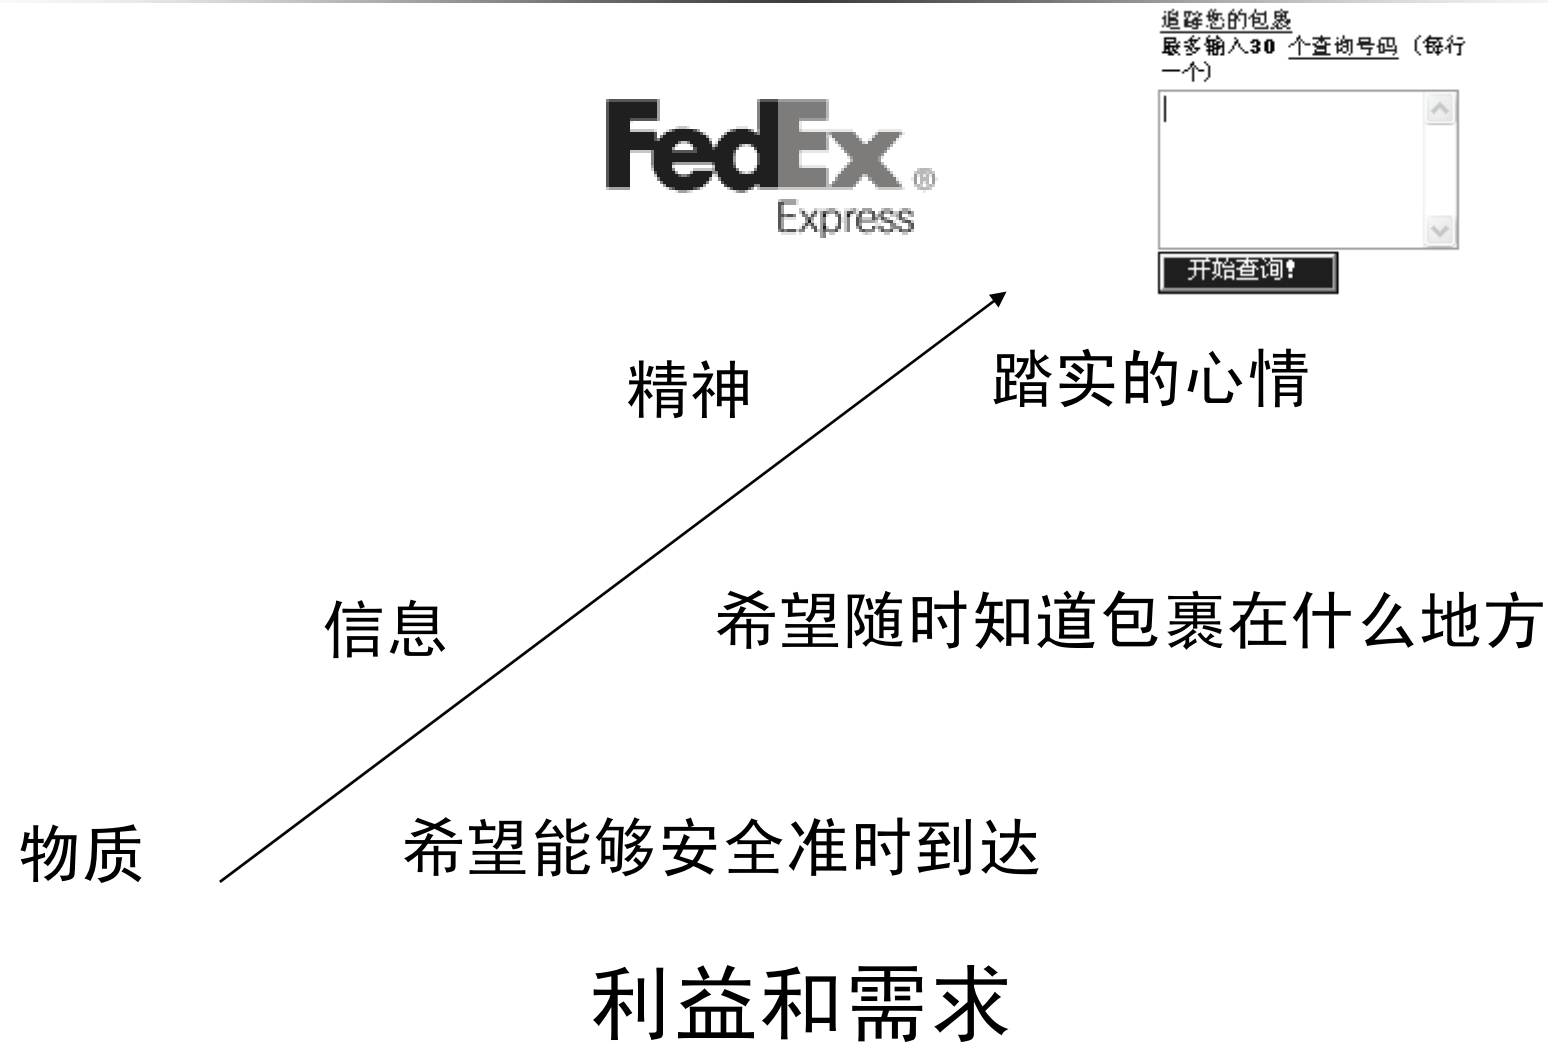 追踪您的包裹
最多输入30 个查询号码（每行
一个）
FedEx®
Express
开始查询!
精神
踏实的心情
信息
希望随时知道包裹在什么地方
物质
希望能够安全准时到达
利益和需求